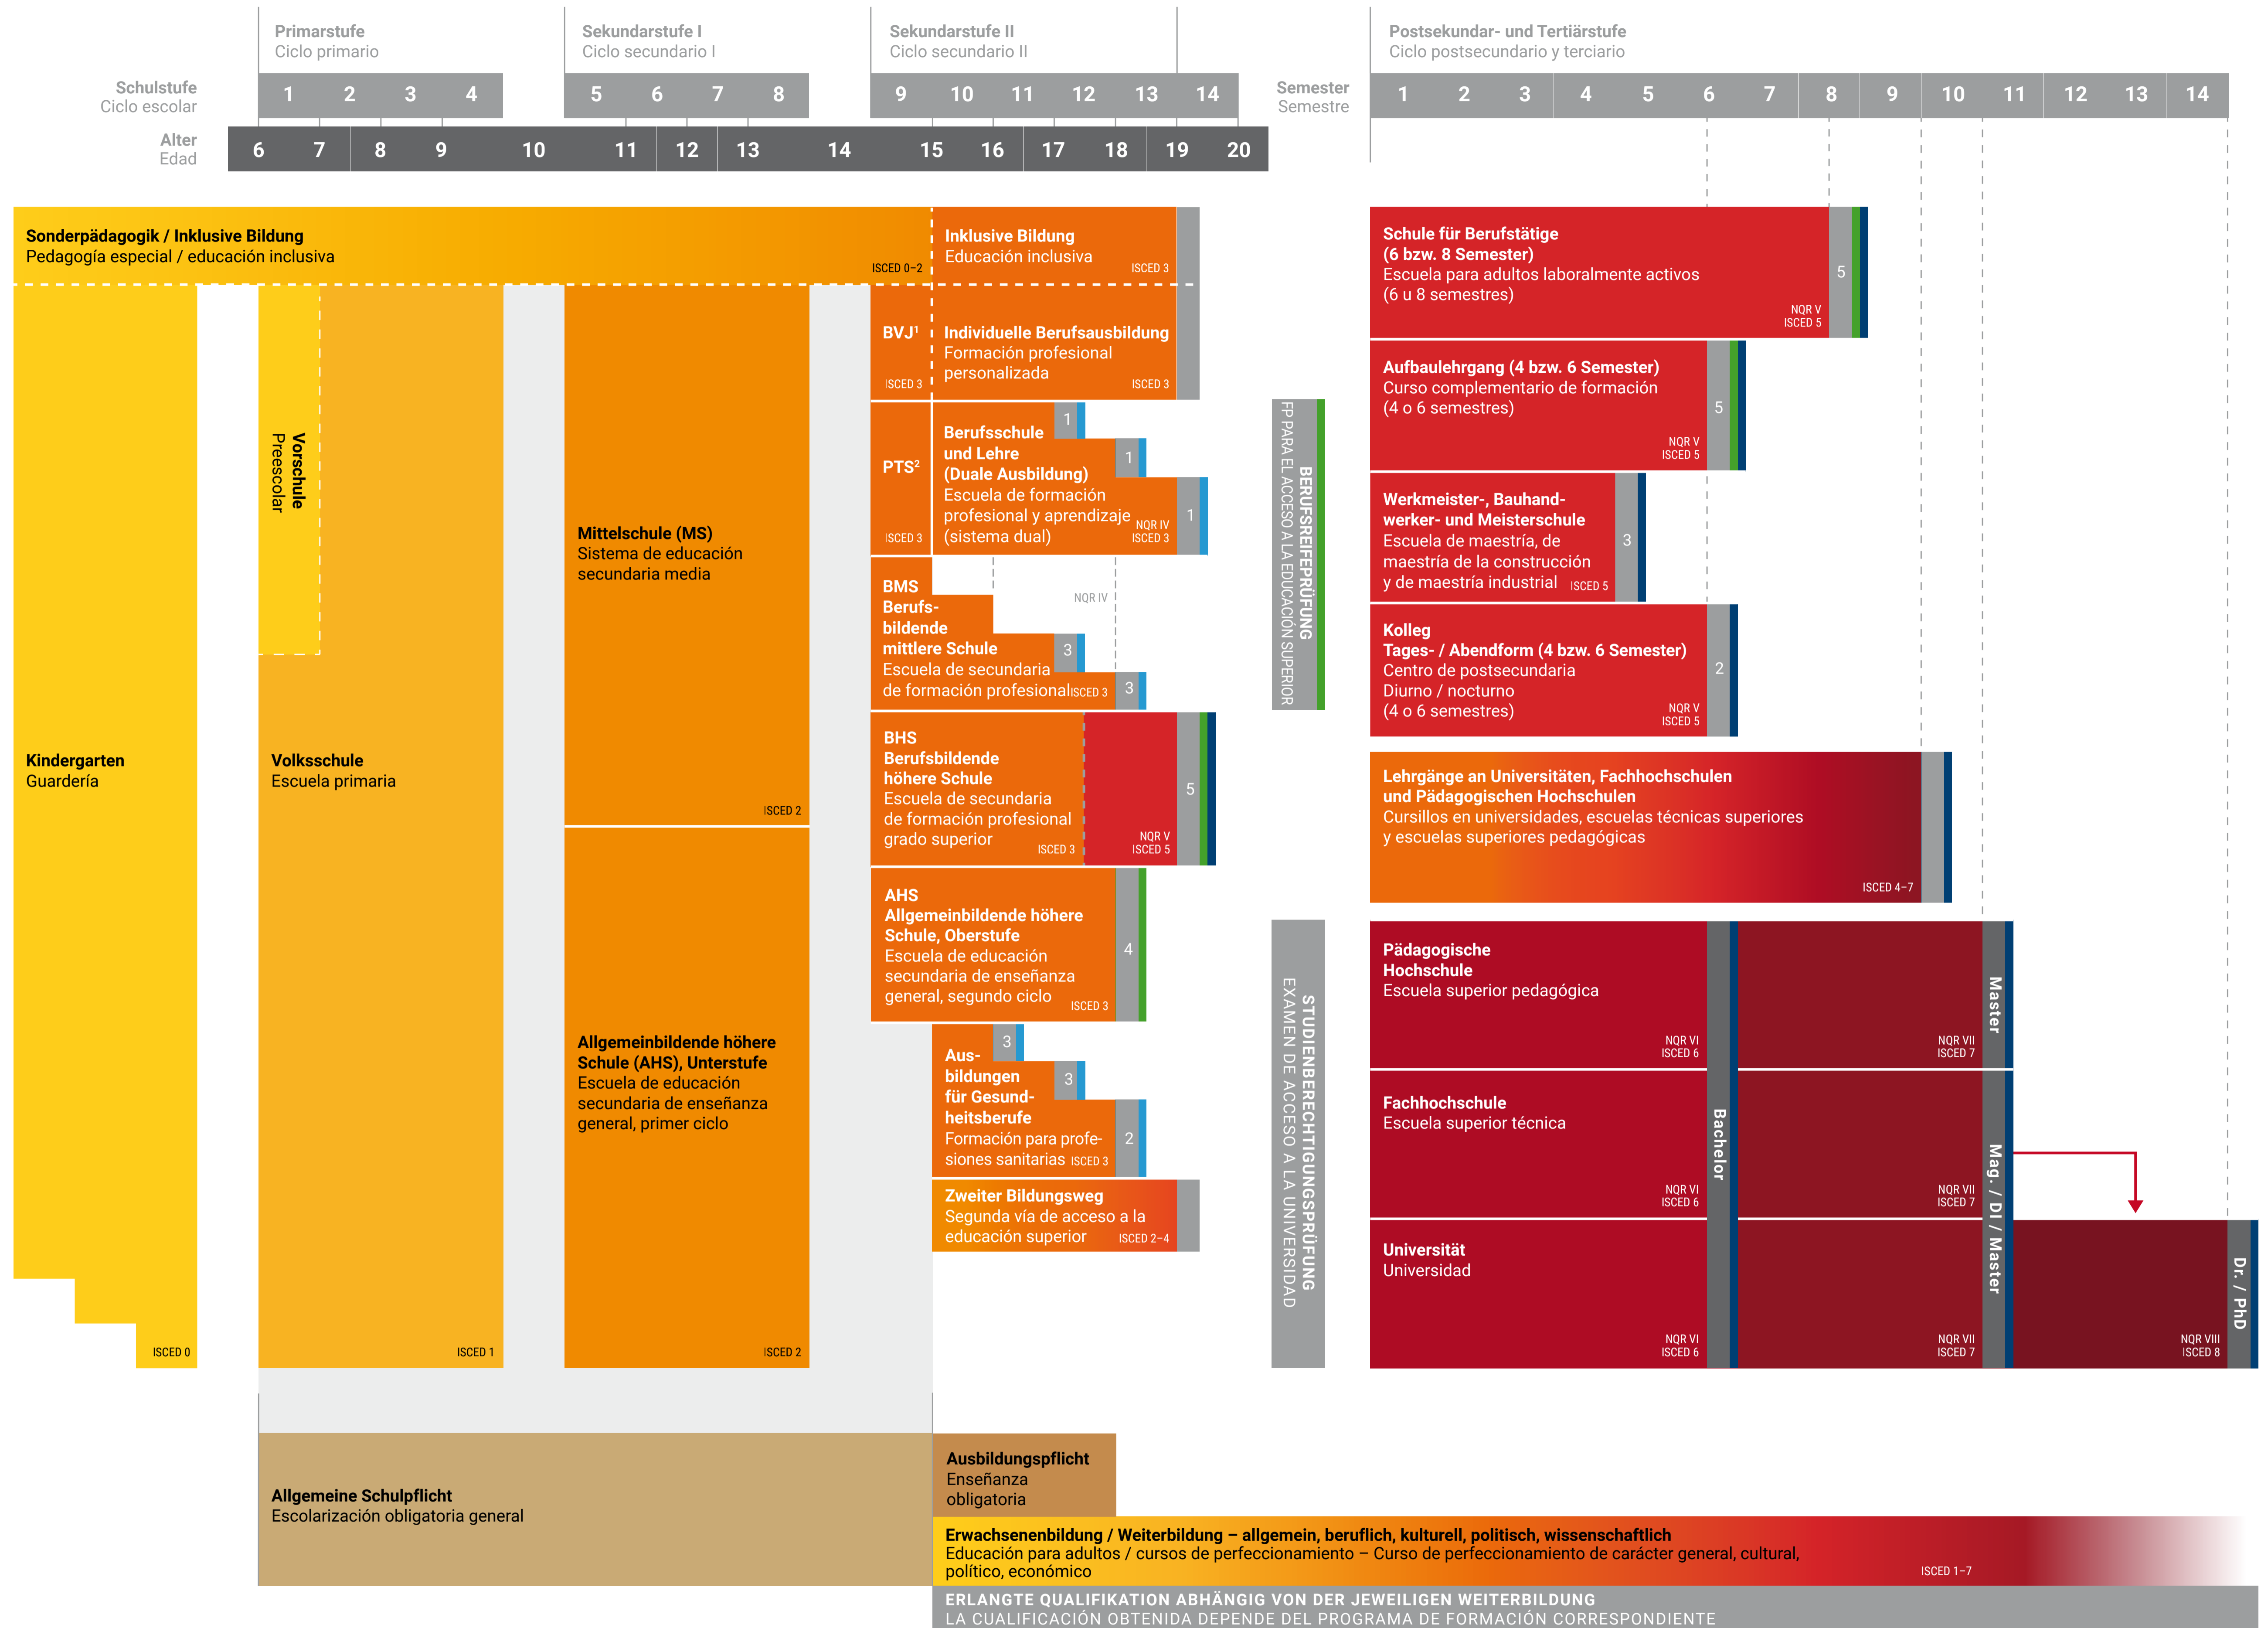 Primarstufe
Ciclo primario
Sekundarstufe I
Ciclo secundario I
Sekundarstufe II
Ciclo secundario II
Postsekundar- und Tertiärstufe
Ciclo postsecundario y terciario
Schulstufe
Ciclo escolar
1 2 3 4 5 6 7 8 9 10 11 12 13 14
Semester
Semestre
1 2 3 4 5 6 7 8 9 10 11 12 13 14
Alter
Edad
6 7 8 9 10 11 12 13 14 15 16 17 18 19 20
Sonderpädagogik / Inklusive Bildung
Pedagogía especial / educación inclusiva
ISCED 0–2
Inklusive Bildung
Educación inclusiva
ISCED 3
Kindergarten
Guardería
ISCED 0
Vorschule
Preescolar
Volksschule
Escuela primaria
ISCED 1
Mittelschule (MS)
Sistema de educación
secundaria media
ISCED 2
Allgemeinbildende höhere
Schule (AHS), Unterstufe
Escuela de educación
secundaria de enseñanza
general, primer ciclo
ISCED 2
BVJ¹
ISCED 3
Individuelle Berufsausbildung
Formación profesional
personalizada
ISCED 3
PTS²
ISCED 3
Berufsschule
und Lehre
(Duale Ausbildung)
Escuela de formación
profesional y aprendizaje
(sistema dual)
NQR IV
ISCED 3
1
1
1
BMS
Berufs-
bildende
mittlere Schule
Escuela de secundaria
de formación profesional
ISCED 3
NQR IV
3
3
BHS
Berufsbildende
höhere Schule
Escuela de secundaria
de formación profesional
grado superior
ISCED 3
NQR V
ISCED 5
5
AHS
Allgemeinbildende höhere
Schule, Oberstufe
Escuela de educación
secundaria de enseñanza
general, segundo ciclo
ISCED 3
4
Aus-
bildungen
für Gesund-
heitsberufe
Formación para profe-
siones sanitarias
ISCED 3
3
3
2
Zweiter Bildungsweg
Segunda vía de acceso a la
educación superior
ISCED 2–4
BERUFSREIFEPRÜFUNG
FP PARA EL ACCESO A LA EDUCACIÓN SUPERIOR
STUDIENBERECHTIGUNGSPRÜFUNG
EXAMEN DE ACCESO A LA UNIVERSIDAD
Schule für Berufstätige
(6 bzw. 8 Semester)
Escuela para adultos laboralmente activos
(6 u 8 semestres)
NQR V
ISCED 5
5
Aufbaulehrgang (4 bzw. 6 Semester)
Curso complementario de formación
(4 o 6 semestres)
NQR V
ISCED 5
5
Werkmeister-, Bauhand-
werker- und Meisterschule
Escuela de maestría, de
maestría de la construcción
y de maestría industrial
ISCED 5
3
Kolleg
Tages- / Abendform (4 bzw. 6 Semester)
Centro de postsecundaria
Diurno / nocturno
(4 o 6 semestres)
NQR V
ISCED 5
2
Lehrgänge an Universitäten, Fachhochschulen
und Pädagogischen Hochschulen
Cursillos en universidades, escuelas técnicas superiores
y escuelas superiores pedagógicas
ISCED 4–7
Pädagogische
Hochschule
Escuela superior pedagógica
NQR VI
ISCED 6
NQR VII
ISCED 7
Master
Fachhochschule
Escuela superior técnica
NQR VI
ISCED 6
Bachelor
NQR VII
ISCED 7
Mag. / DI / Master
Universität
Universidad
NQR VI
ISCED 6
NQR VII
ISCED 7
NQR VIII
ISCED 8
Dr. / PhD
Allgemeine Schulpflicht
Escolarización obligatoria general
Ausbildungspflicht
Enseñanza
obligatoria
Erwachsenenbildung / Weiterbildung – allgemein, beruflich, kulturell, politisch, wissenschaftlich
Educación para adultos / cursos de perfeccionamiento – Curso de perfeccionamiento de carácter general, cultural,
político, económico
ISCED 1–7
ERLANGTE QUALIFIKATION ABHÄNGIG VON DER JEWEILIGEN WEITERBILDUNG
LA CUALIFICACIÓN OBTENIDA DEPENDE DEL PROGRAMA DE FORMACIÓN CORRESPONDIENTE